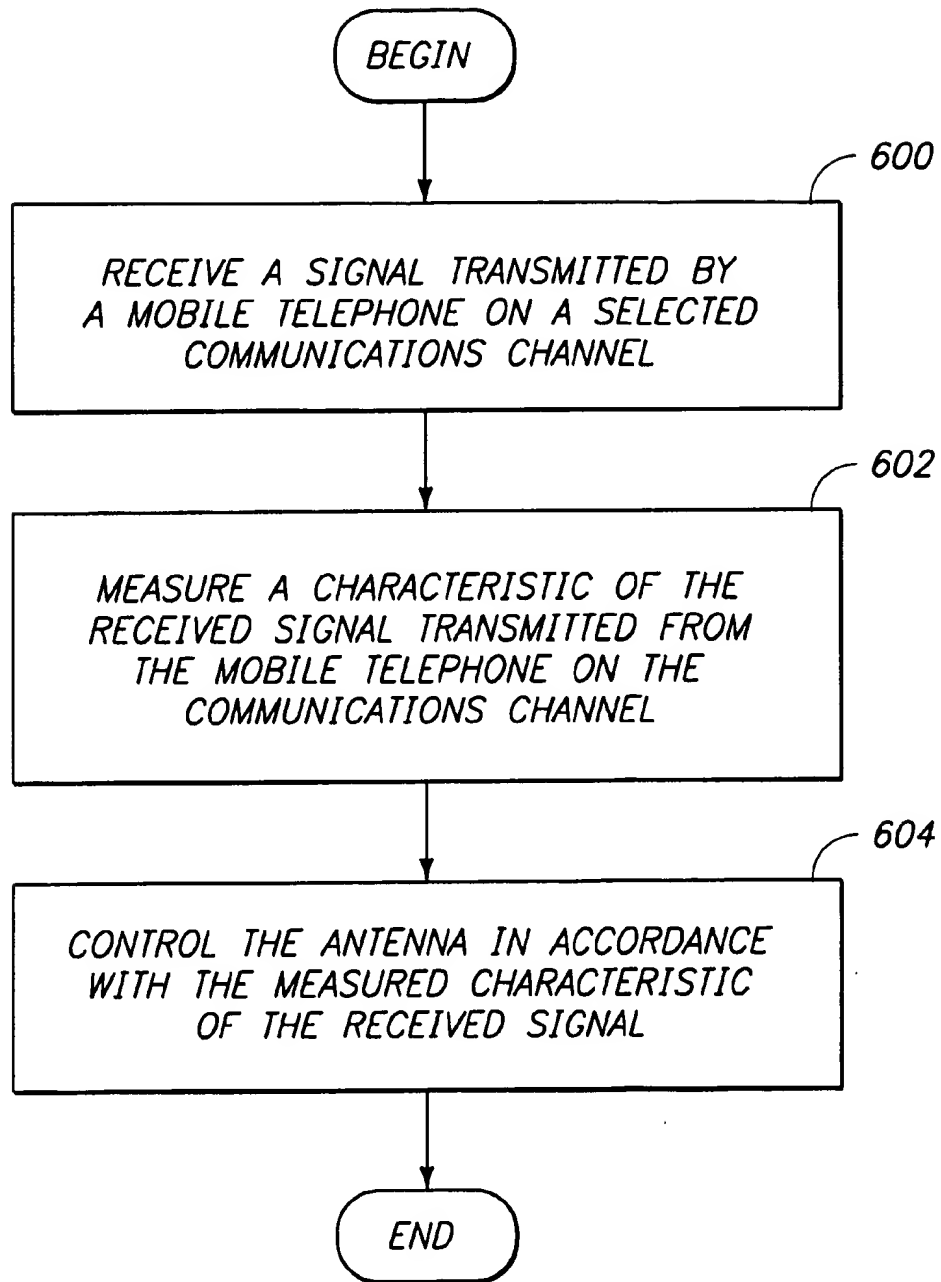 BEGIN
600
RECEIVE A SIGNAL TRANSMITTED BY
A MOBILE TELEPHONE ON A SELECTED
COMMUNICATIONS CHANNEL
602
MEASURE A CHARACTERISTIC OF THE
RECEIVED SIGNAL TRANSMITTED FROM
THE MOBILE TELEPHONE ON THE
COMMUNICATIONS CHANNEL
604
CONTROL THE ANTENNA IN ACCORDANCE
WITH THE MEASURED CHARACTERISTIC
OF THE RECEIVED SIGNAL
END